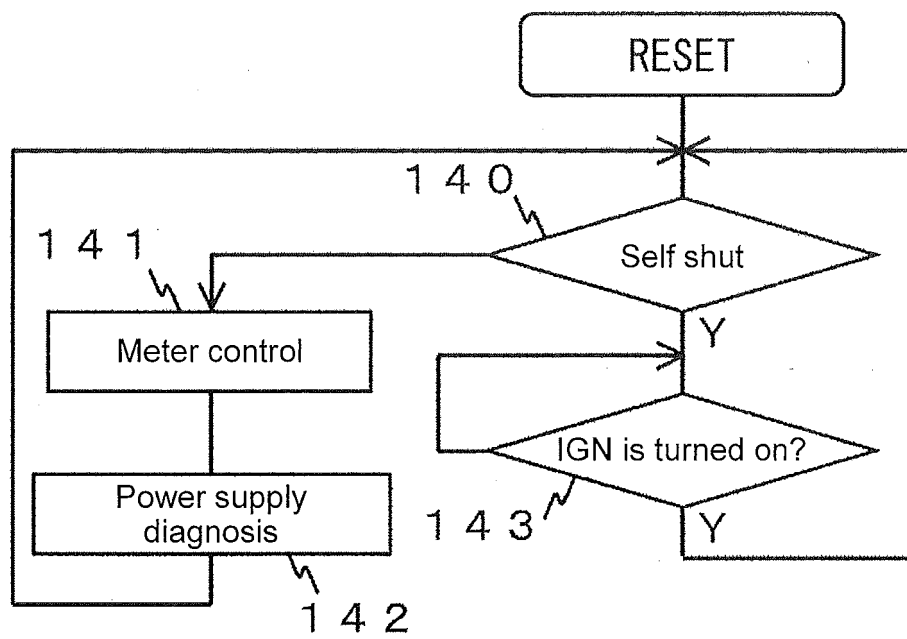 RESET
140
Self shut
Y
141
Meter control
IGN is turned on?
143
Y
Power supply
diagnosis
142